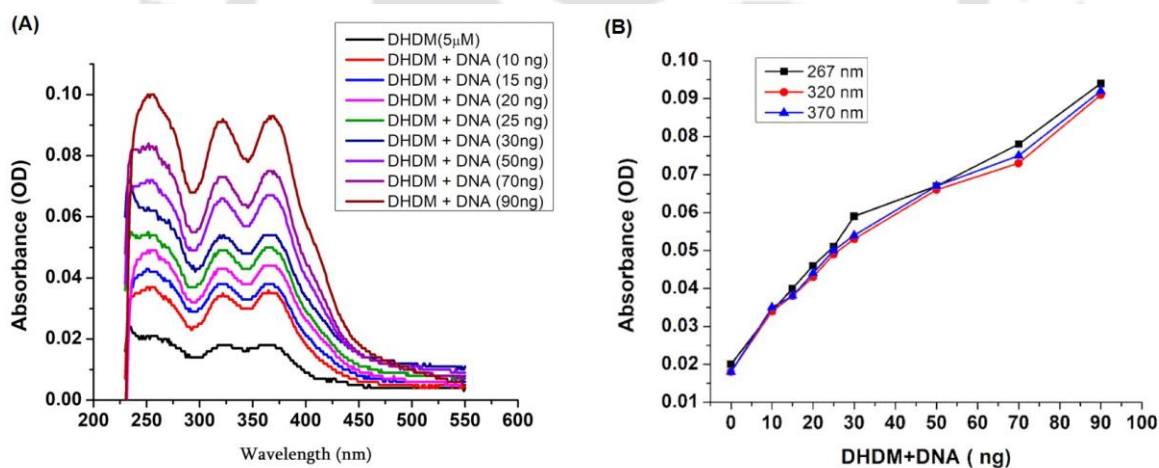 (A)
DHDM(5μM)
DHDM + DNA (10 ng)
DHDM + DNA (15 ng)
DHDM + DNA (20 ng)
DHDM + DNA (25 ng)
DHDM + DNA (30ng)
DHDM + DNA (50ng)
DHDM + DNA (70ng)
DHDM + DNA (90ng)
Absorbance (OD)
0.10
0.08
0.06
0.04
0.02
0.00
200 250 300 350 400 450 500 550 600
Wavelength (nm)
(B)
267 nm
320 nm
370 nm
Absorbance (OD)
0.10
0.09
0.08
0.07
0.06
0.05
0.04
0.03
0.02
0.01
0 10 20 30 40 50 60 70 80 90 100
DHDM+DNA ( ng)